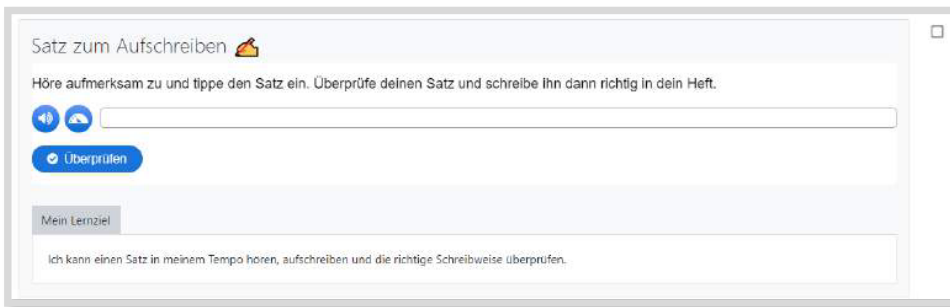 Satz zum Aufschreiben
Höre aufmerksam zu und tippe den Satz ein. Überprüfe deinen Satz und schreibe ihn dann richtig in dein Heft.
Überprüfen
Mein Lernziel
Ich kann einen Satz in meinem Tempo hören, aufschreiben und die richtige Schreibweise überprüfen.